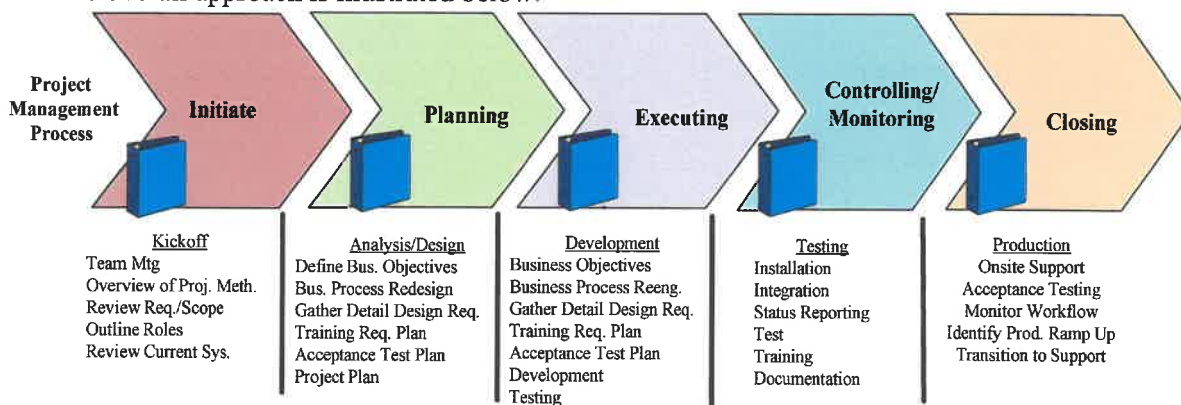 Project
Management
Process
Initiate
Planning
Executing
Controlling/
Monitoring
Closing
Kickoff
Team Mtg
Overview of Proj. Meth.
Review Req./Scope
Outline Roles
Review Current Sys.
Analysis/Design
Define Bus. Objectives
Bus. Process Redesign
Gather Detail Design Req.
Training Req. Plan
Acceptance Test Plan
Project Plan
Development
Business Objectives
Business Process Reeng.
Gather Detail Design Req.
Training Req. Plan
Acceptance Test Plan
Development
Testing
Testing
Installation
Integration
Status Reporting
Test
Training
Documentation
Production
Onsite Support
Acceptance Testing
Monitor Workflow
Identify Prod. Ramp Up
Transition to Support